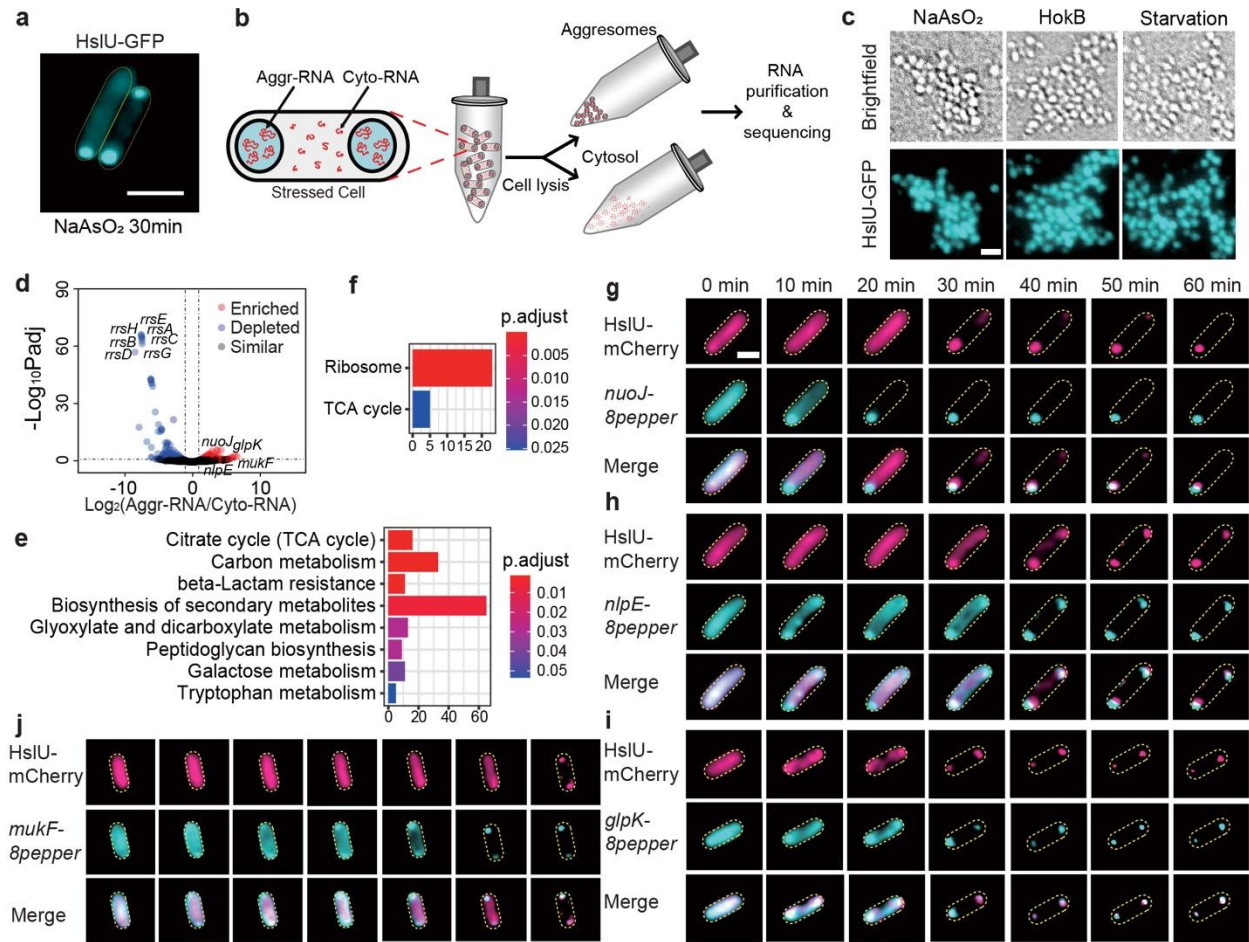 a
HslU-GFP
NaAsO₂ 30min
b
Aggr-RNA
Cyto-RNA
Stressed Cell
Cell lysis
Aggresomes
Cytosol
RNA
purification
&
sequencing
c
NaAsO₂ HokB Starvation
Brightfield
HslU-GFP
d
90
60
30
0
-Log₁₀Padj
rrsE
rrsH rrsA
rrsB rrsC
rrsD rrsG
Enriched
Depleted
Similar
nuoJ glpK
nlpE mukF
-10 0 10
Log₂(Aggr-RNA/Cyto-RNA)
f
Ribosome
TCA cycle
0 5 10 15 20
p.adjust
0.005
0.010
0.015
0.020
0.025
e
Citrate cycle (TCA cycle)
Carbon metabolism
beta-Lactam resistance
Biosynthesis of secondary metabolites
Glyoxylate and dicarboxylate metabolism
Peptidoglycan biosynthesis
Galactose metabolism
Tryptophan metabolism
0 20 40 60
p.adjust
0.01
0.02
0.03
0.04
0.05
g
0 min 10 min 20 min 30 min 40 min 50 min 60 min
HslU-
mCherry
nuoJ-
8pepper
Merge
h
HslU-
mCherry
nlpE-
8pepper
Merge
i
HslU-
mCherry
glpK-
8pepper
Merge
j
HslU-
mCherry
mukF-
8pepper
Merge